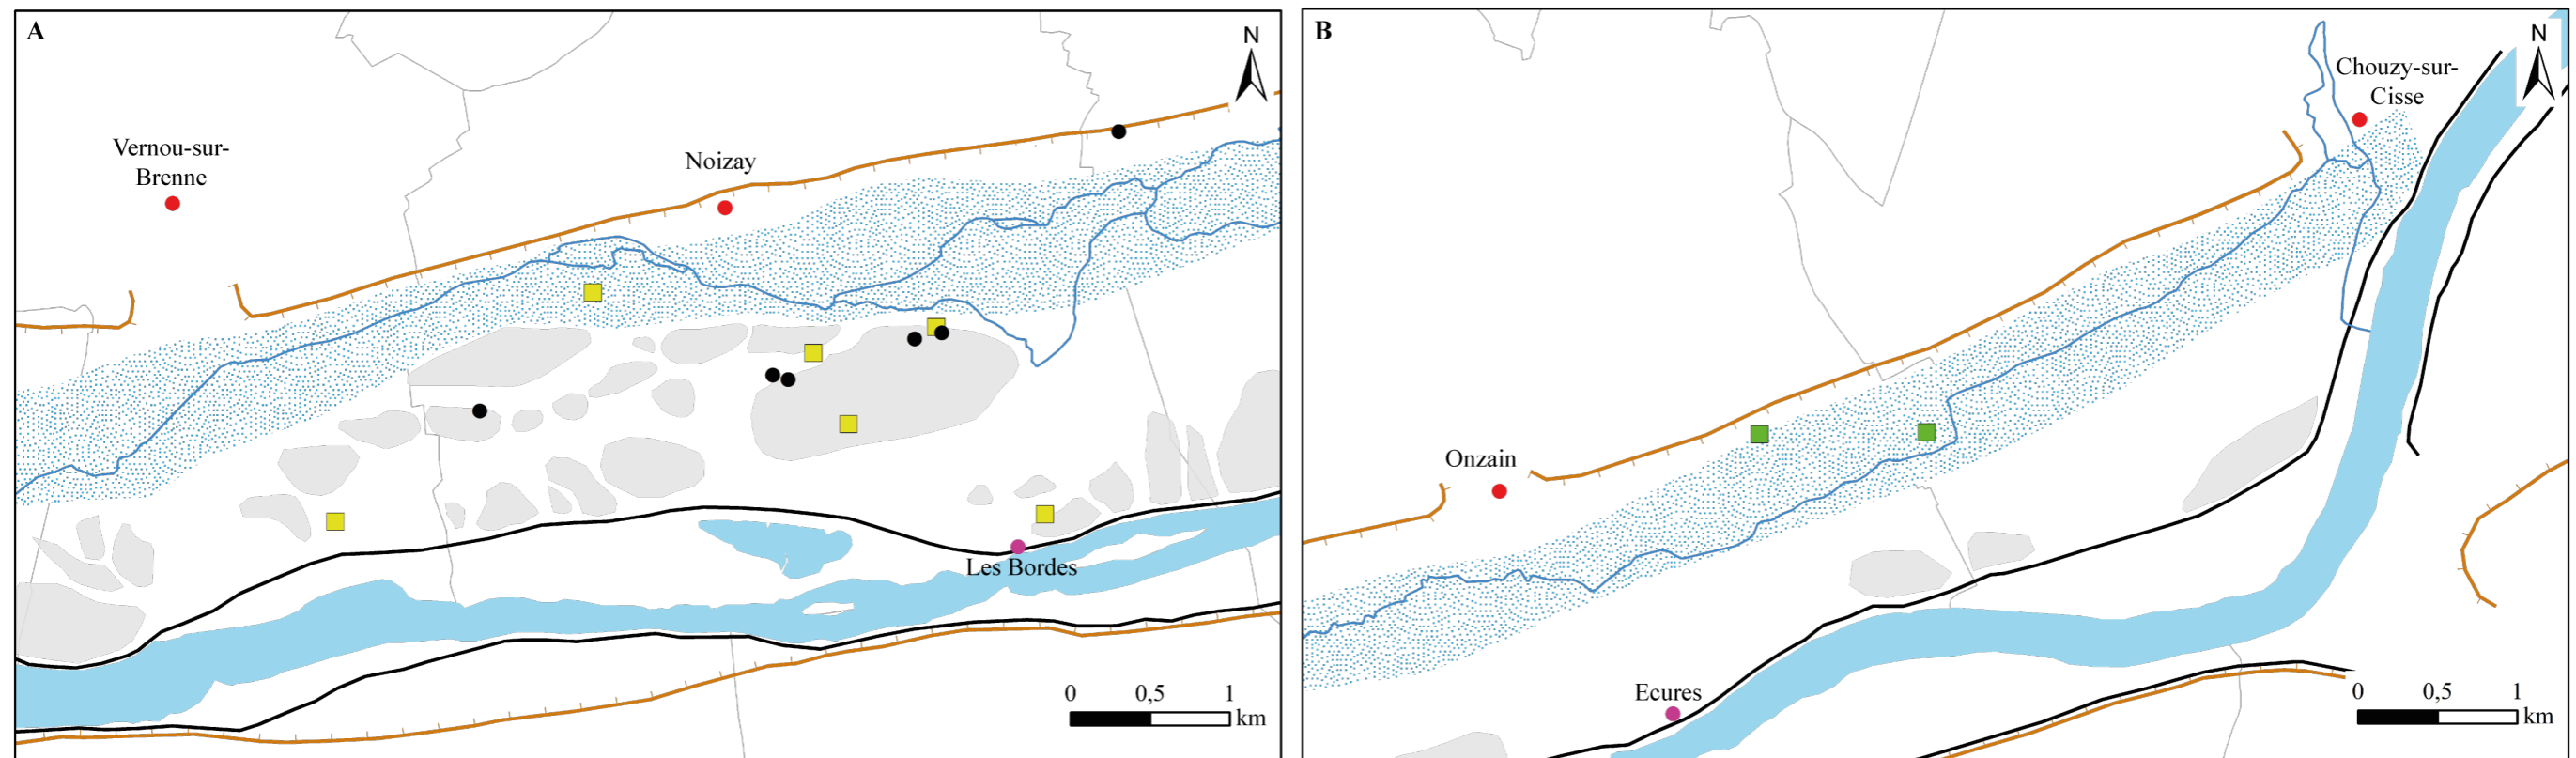 A
N
Vernou-sur-
Brenne
Noizay
Les Bordes
0 0,5 1
km
B
N
Chouzy-sur-
Cisse
Onzain
Ecures
0 0,5 1
km